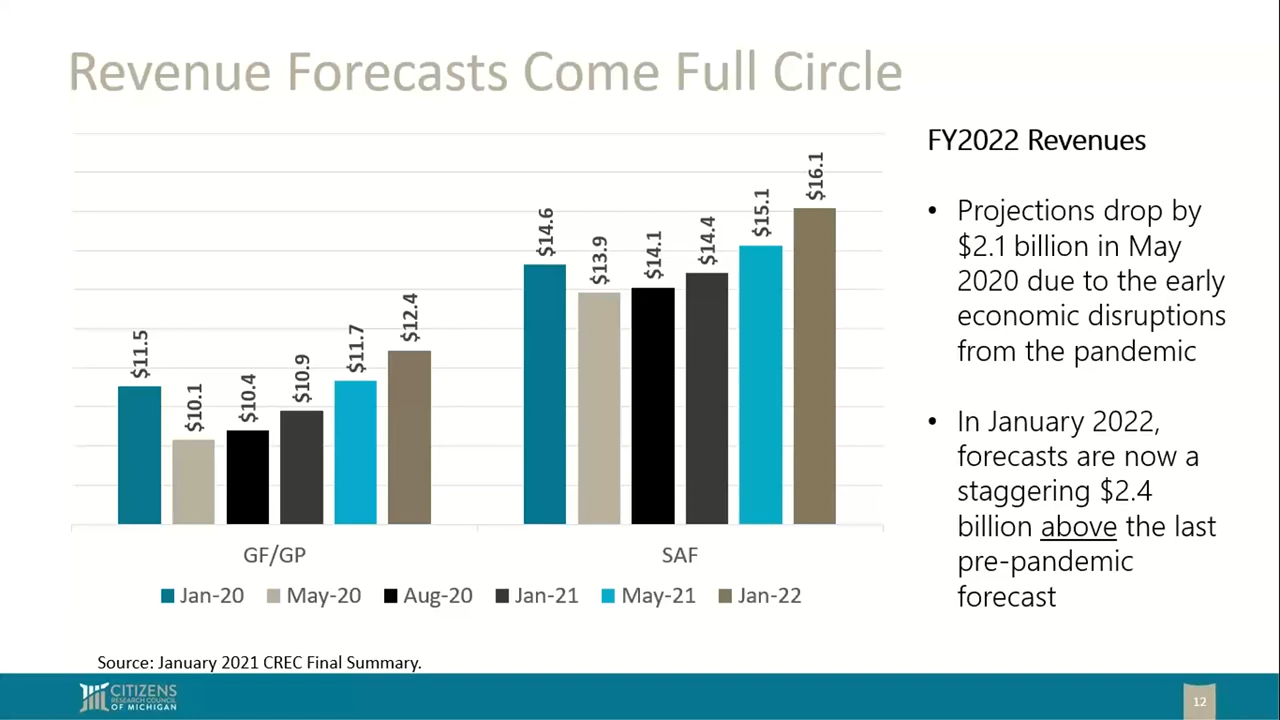 Revenue Forecasts Come Full Circle
$11.5
$10.1
$10.4
$10.9
$11.7
$12.4
$14.6
$13.9
$14.1
$14.4
$15.1
$16.1
GF/GP
SAF
Jan-20
May-20
Aug-20
Jan-21
May-21
Jan-22
FY2022 Revenues
• Projections drop by
$2.1 billion in May
2020 due to the early
economic disruptions
from the pandemic
• In January 2022,
forecasts are now a
staggering $2.4
billion above the last
pre-pandemic
forecast
Source: January 2021 CREC Final Summary.
CITIZENS
RESEARCH COUNCIL
OF MICHIGAN
12